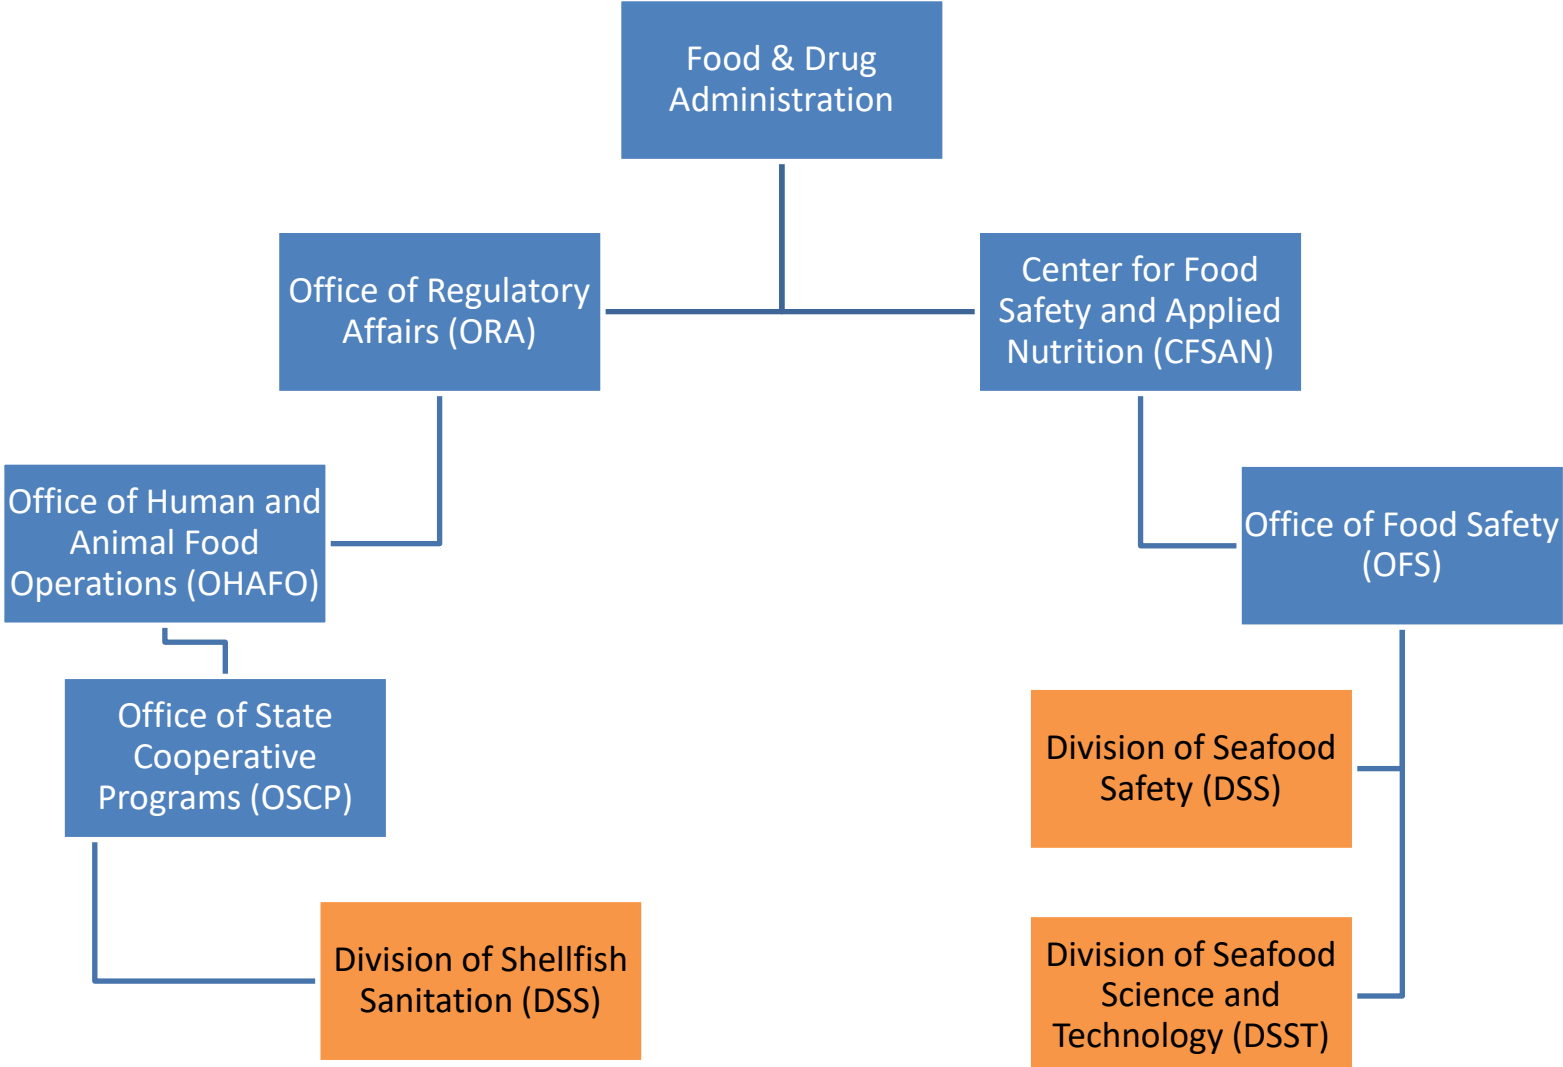 Food & Drug
Administration
Office of Regulatory
Affairs (ORA)
Center for Food
Safety and Applied
Nutrition (CFSAN)
Office of Human and
Animal Food
Operations (OHAFO)
Office of Food Safety
(OFS)
Office of State
Cooperative
Programs (OSCP)
Division of Seafood
Safety (DSS)
Division of Shellfish
Sanitation (DSS)
Division of Seafood
Science and
Technology (DSST)